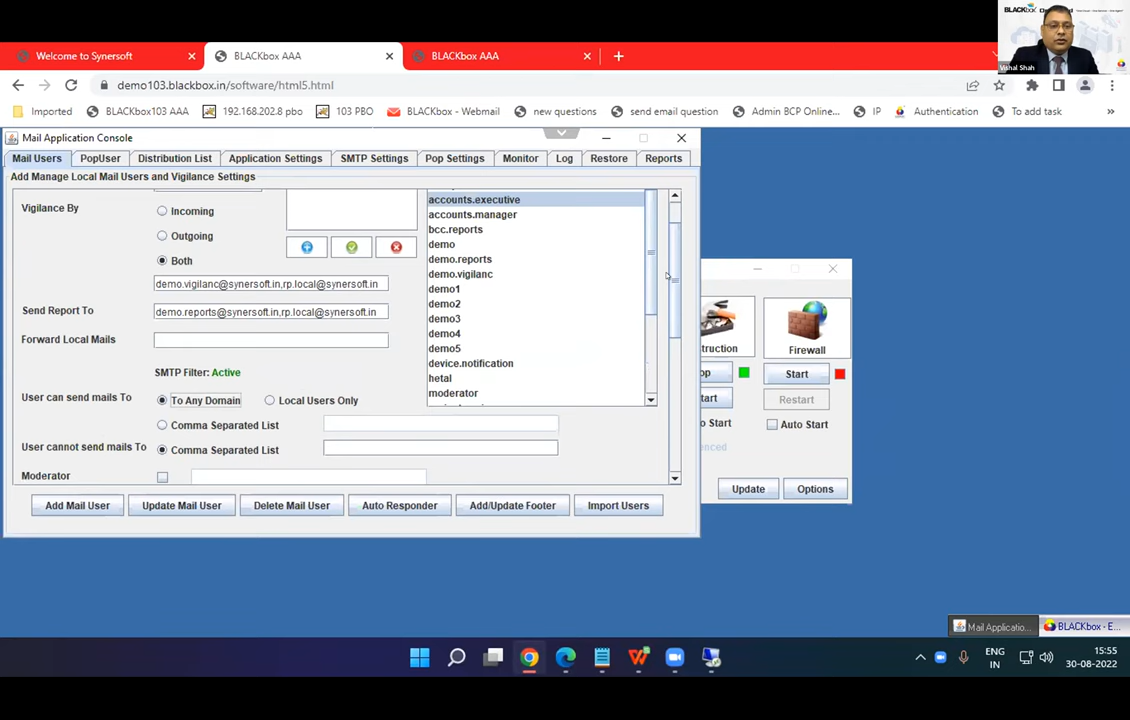 BLACKbox
Vishal Shah
Welcome to Synersoft
BLACKbox AAA
BLACKbox AAA
demo103.blackbox.in/software/html5.html
Imported
BLACKbox103 AAA
192.168.202.8 pbo
103 PBO
BLACKbox - Webmail
new questions
send email question
Admin BCP Online...
IP
Authentication
To add task
»
Mail Application Console
Mail Users
PopUser
Distribution List
Application Settings
SMTP Settings
Pop Settings
Monitor
Log
Restore
Reports
Add Manage Local Mail Users and Vigilance Settings
Vigilance By
Incoming
Outgoing
Both
demo.vigilanc@synersoft.in,rp.local@synersoft.in
Send Report To
demo.reports@synersoft.in,rp.local@synersoft.in
Forward Local Mails
SMTP Filter: Active
User can send mails To
To Any Domain
Local Users Only
Comma Separated List
User cannot send mails To
Comma Separated List
Moderator
accounts.executive
accounts.manager
bcc.reports
demo
demo.reports
demo.vigilanc
demo1
demo2
demo3
demo4
demo5
device.notification
hetal
moderator
Add Mail User
Update Mail User
Delete Mail User
Auto Responder
Add/Update Footer
Import Users
Firewall
Start
Restart
Auto Start
Update
Options
Mail Applicatio...
BLACKbox - E...
ENG
IN
15:55
30-08-2022